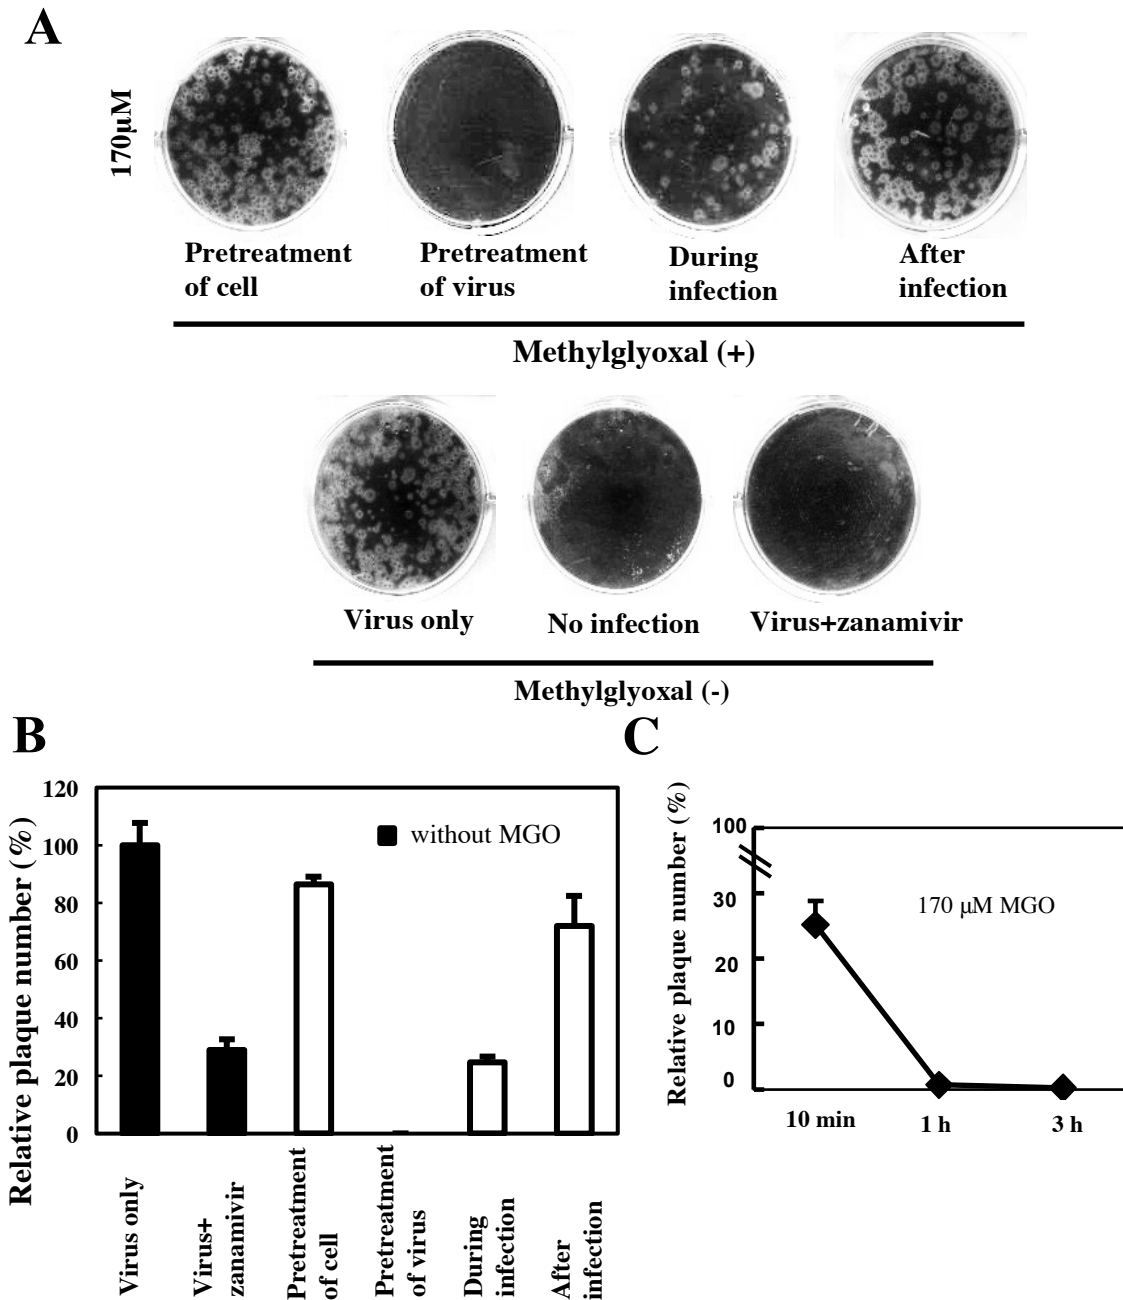 A
170μM
Pretreatment
of cell
Pretreatment
of virus
During
infection
After
infection
Methylglyoxal (+)
Virus only
No infection
Virus+zanamivir
Methylglyoxal (-)
B
Relative plaque number (%)
120
100
80
60
40
20
0
without MGO
Virus only
Virus+
zanamivir
Pretreatment
of cell
Pretreatment
of virus
During
infection
After
infection
C
Relative plaque number (%)
100
30
20
10
0
170 μM MGO
10 min
1 h
3 h